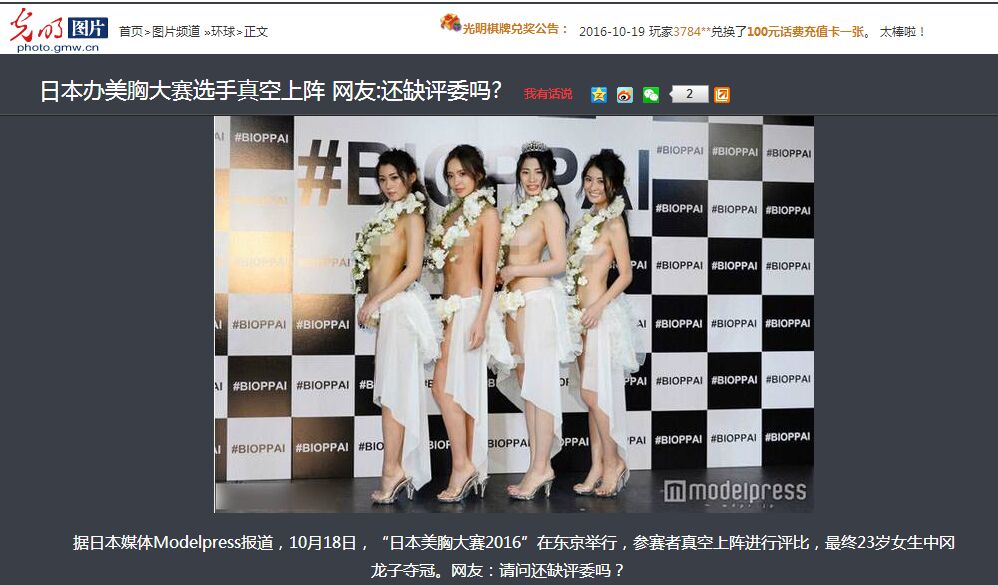 光明图片
photo.gmw.cn
首页>图片频道 »环球>正文
光明棋牌兑奖公告： 2016-10-19 玩家3784**兑换了100元话费充值卡一张。 太棒啦！
日本办美胸大赛选手真空上阵 网友:还缺评委吗?
我有话说
2
#BIOPPAI
#BIOPPAI
#BIOPPAI #BIOPPAI #BIOPPAI
#BIOPPAI #BIOPPAI #BIOPPAI
#BIOPPAI #BIOPPAI
#BIOPPAI #BIOPPAI #BIOPPAI #BIOPPAI
#BIOPPAI #BIOPPAI #BIOPPAI #BIOPPAI
#BIOPPAI #BIOPPAI #BIOPPAI #BIOPPAI #BIOPPAI
modelpress
据日本媒体Modelpress报道，10月18日，“日本美胸大赛2016”在东京举行，参赛者真空上阵进行评比，最终23岁女生中冈
龙子夺冠。网友：请问还缺评委吗？